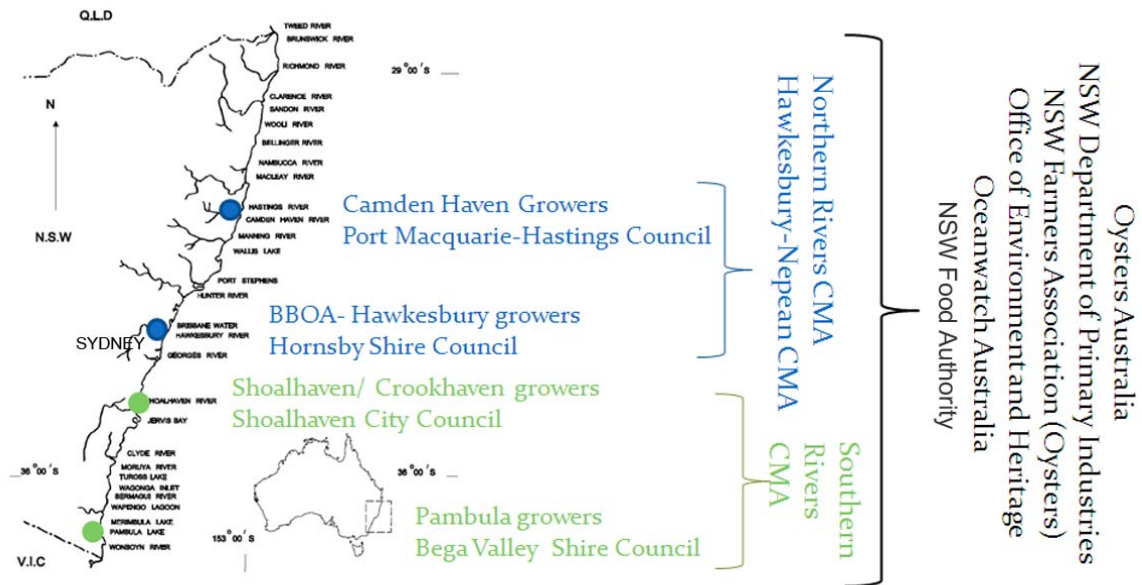 Q.L.D
TWEED RIVER
BRUNSWICK RIVER
RICHMOND RIVER
29°00' S
CLARENCE RIVER
SANDON RIVER
N
WOOLI RIVER
BELLINGER RIVER
NAMBUCCA RIVER
MACLEAY RIVER
HASTINGS RIVER
CAMDEN HAVEN RIVER
N.S.W
MANNING RIVER
WALLIS LAKE
PORT STEPHENS
HUNTER RIVER
BRISBANE WATER
HAWKESBURY RIVER
SYDNEY
GEORGES RIVER
HOALHAVEN RIVER
JERVIS BAY
CLYDE RIVER
36°00' S
MORUYA RIVER
TUROSS LAKE
WAGONGA INLET
BERMAGUI RIVER
WAPENGO LAGOON
MERIMBULA LAKE
PAMBULA LAKE
WONBOYN RIVER
V.I.C
153°00' S
36°00' S
Camden Haven Growers
Port Macquarie-Hastings Council
BBOA- Hawkesbury growers
Hornsby Shire Council
Shoalhaven/ Crookhaven growers
Shoalhaven City Council
Pambula growers
Bega Valley Shire Council
Northern Rivers CMA
Hawkesbury-Nepean CMA
Southern
Rivers
CMA
Oysters Australia
NSW Department of Primary Industries
NSW Farmers Association (Oysters)
Office of Environment and Heritage
Oceanwatch Australia
NSW Food Authority